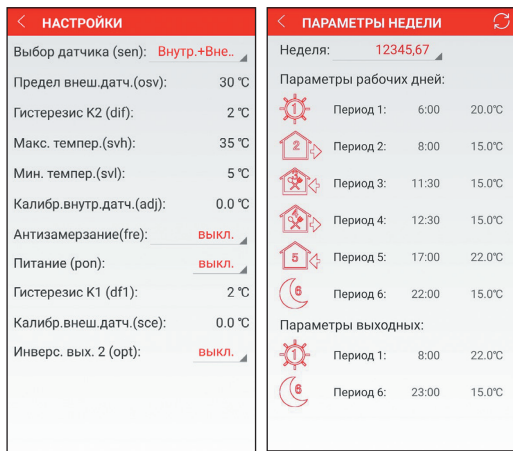 НАСТРОЙКИ
Выбор датчика (sen): Внутр.+Вне..
Предел внеш.датч.(osv): 30 ℃
Гистерезис K2 (dif): 2 ℃
Макс. темпер.(svh): 35 ℃
Мин. темпер.(svl): 5 ℃
Калибр.внутр.датч.(adj): 0.0 ℃
Антизамерзание(fre): выкл.
Питание (pon): выкл.
Гистерезис K1 (df1): 2 ℃
Калибр.внеш.датч.(sce): 0.0 ℃
Инверс. вых. 2 (opt): выкл.
ПАРАМЕТРЫ НЕДЕЛИ
Неделя: 12345,67
Параметры рабочих дней:
1 Период 1: 6:00 20.0℃
2 Период 2: 8:00 15.0℃
Период 3: 11:30 15.0℃
Период 4: 12:30 15.0℃
5 Период 5: 17:00 22.0℃
6 Период 6: 22:00 15.0℃
Параметры выходных:
1 Период 1: 8:00 22.0℃
6 Период 6: 23:00 15.0℃